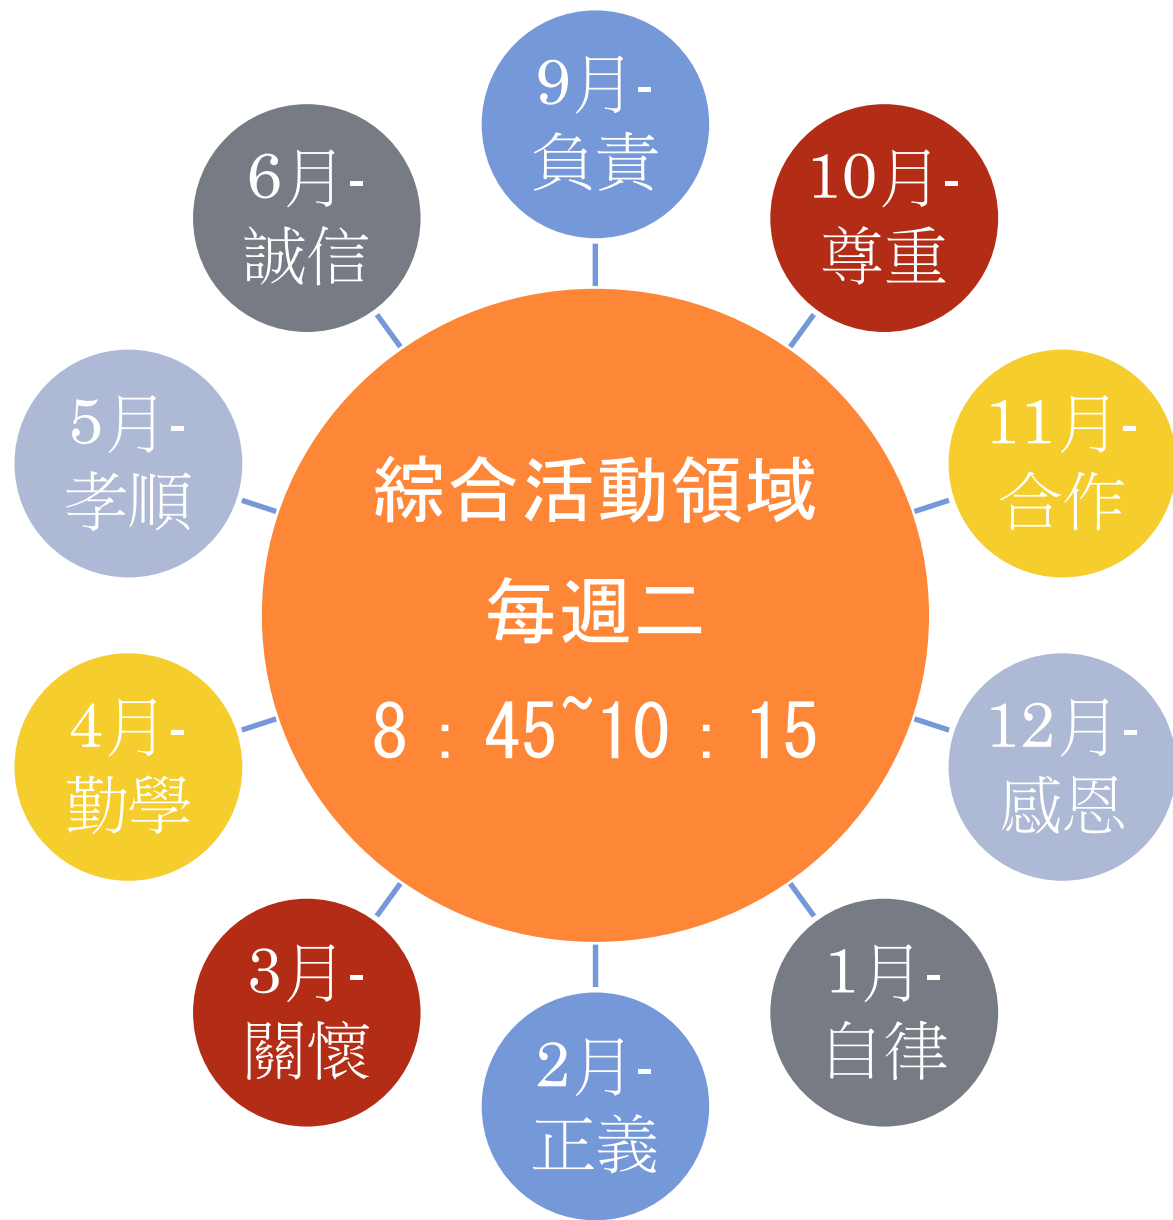 9月-
負責
10月-
尊重
11月-
合作
12月-
感恩
1月-
自律
2月-
正義
3月-
關懷
4月-
勤學
5月-
孝順
6月-
誠信
綜合活動領域
每週二
8：45~10：15